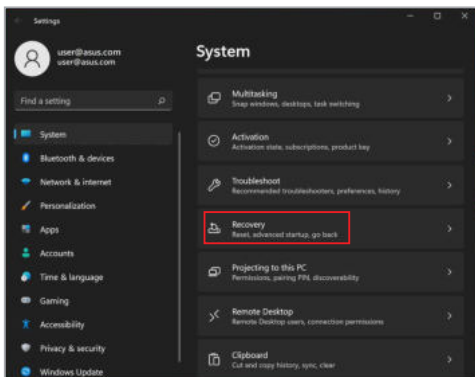 Settings
user@asus.com
user@asus.com
Find a setting
System
Bluetooth & devices
Network & internet
Personalization
Apps
Accounts
Time & language
Gaming
Accessibility
Privacy & security
Windows Update
System
Multitasking
Snap windows, desktops, task switching
Activation
Activation state, subscriptions, product key
Troubleshoot
Recommended troubleshooters, preferences, history
Recovery
Reset, advanced startup, go back
Projecting to this PC
Permissions, pairing PIN, discoverability
Remote Desktop
Remote Desktop users, connection permissions
Clipboard
Cut and copy history, sync, clear